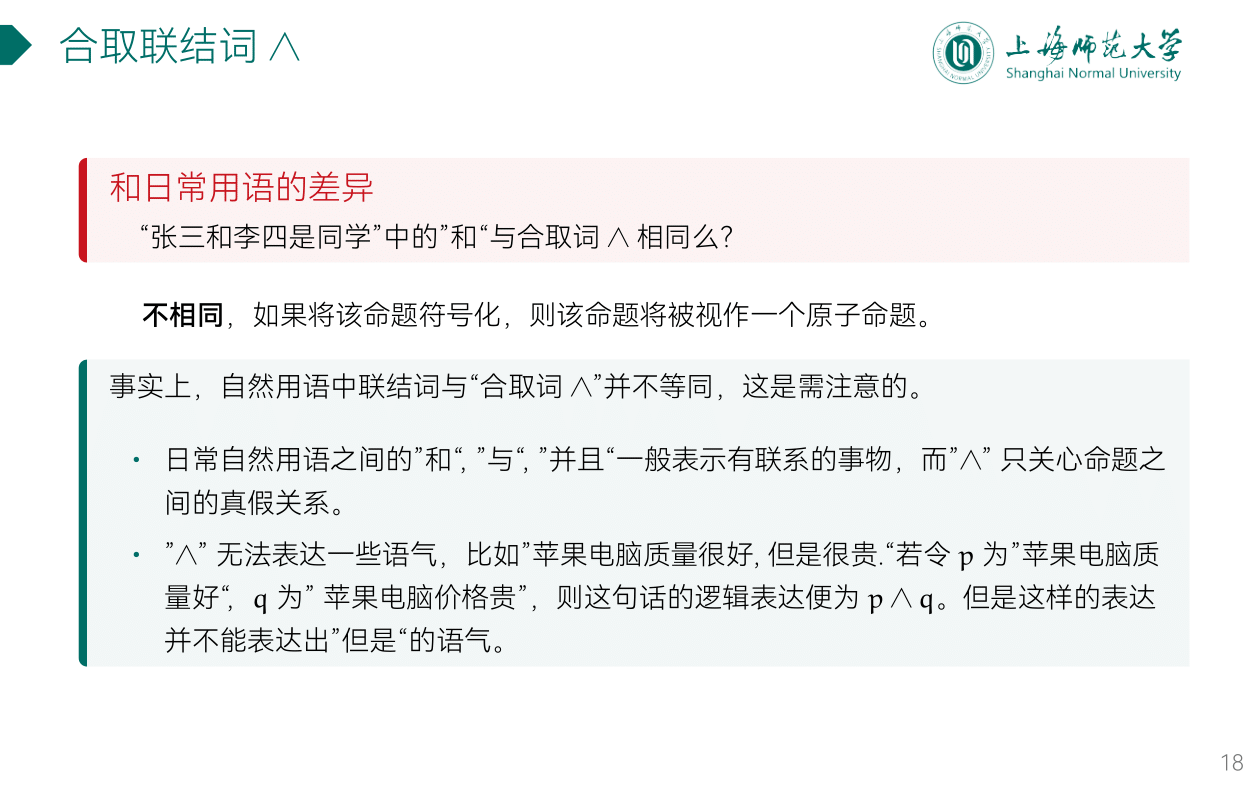 合取联结词 ∧
上海师范大学
Shanghai Normal University
和日常用语的差异
“张三和李四是同学”中的”和“与合取词 ∧ 相同么?
不相同，如果将该命题符号化，则该命题将被视作一个原子命题。
事实上，自然用语中联结词与“合取词 ∧”并不等同，这是需注意的。
• 日常自然用语之间的”和“, ”与“, ”并且“一般表示有联系的事物，而”∧” 只关心命题之
间的真假关系。
• ”∧” 无法表达一些语气，比如”苹果电脑质量很好, 但是很贵.“若令 p 为”苹果电脑质
量好“，q 为” 苹果电脑价格贵”，则这句话的逻辑表达便为 p ∧ q。但是这样的表达
并不能表达出”但是“的语气。
18